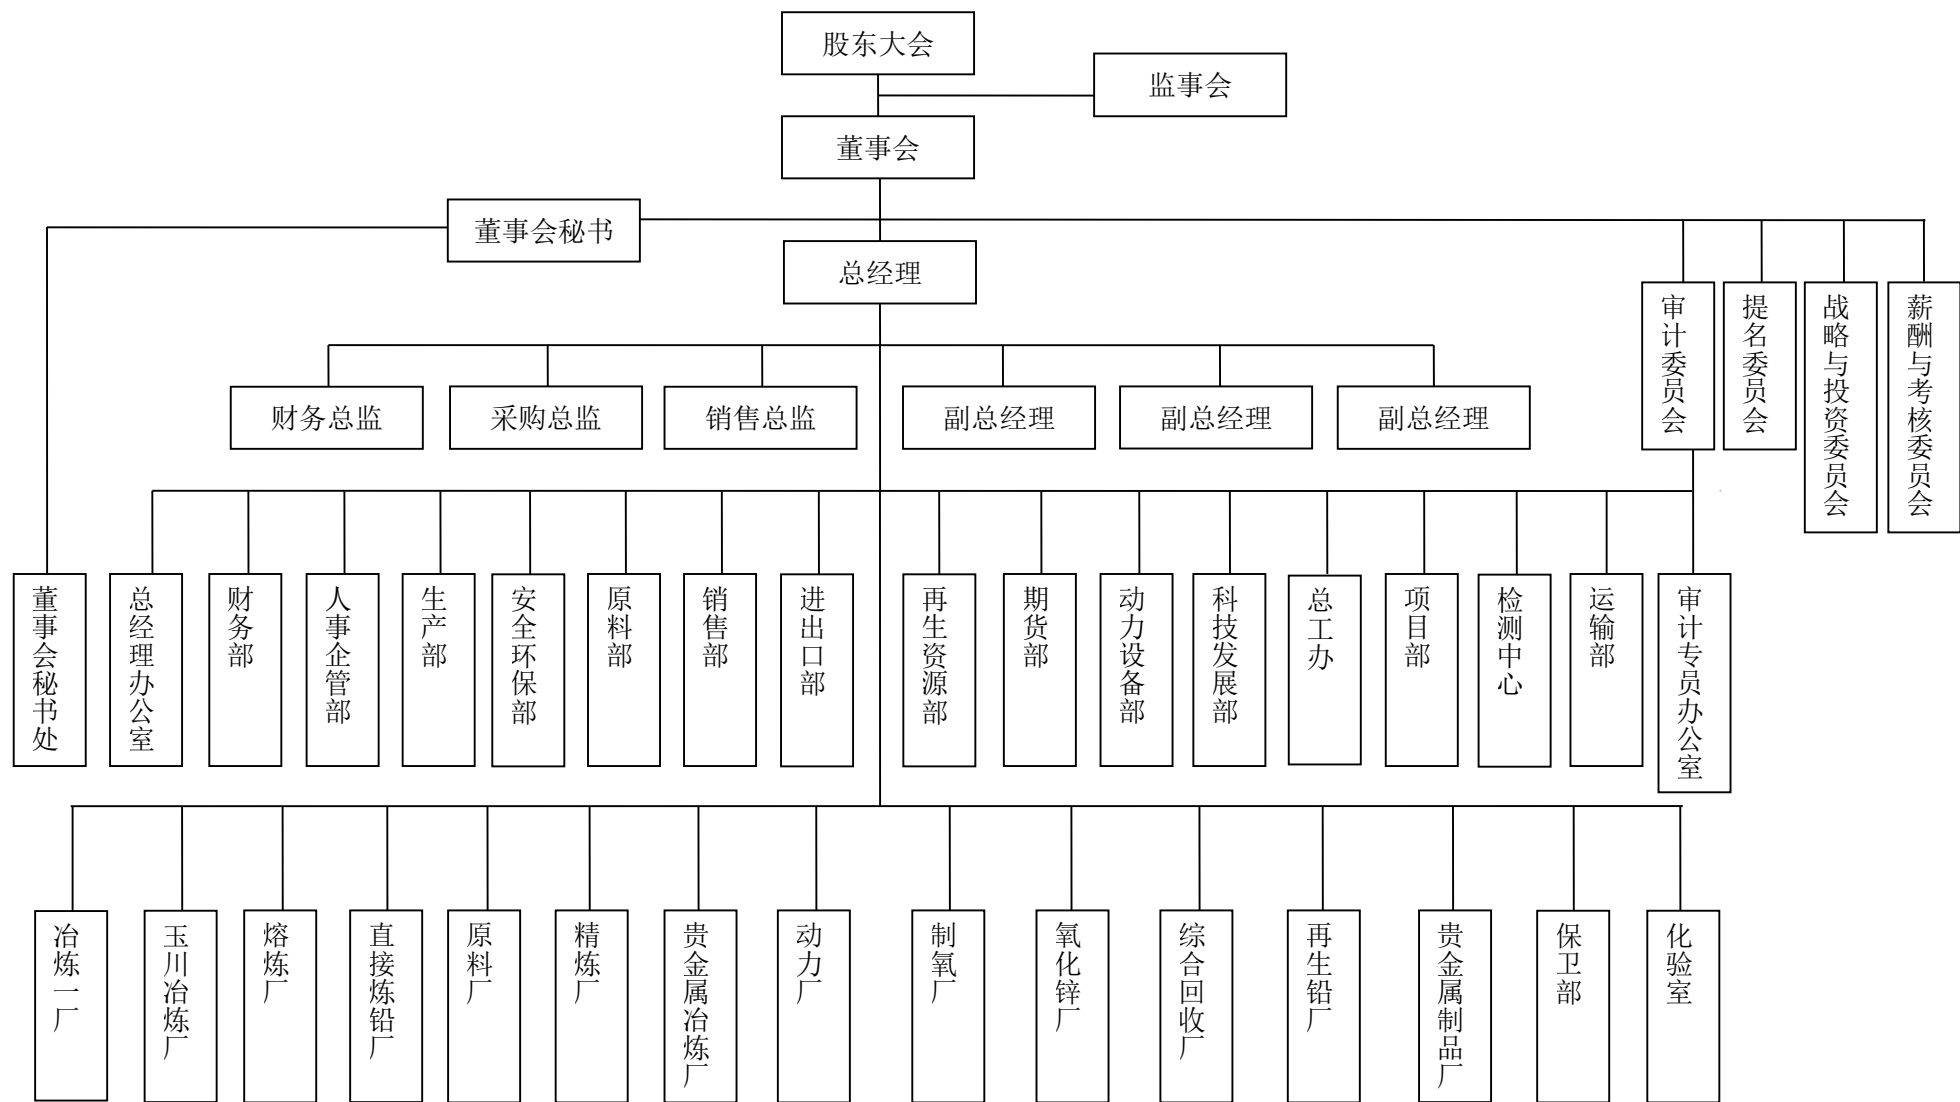 股东大会
监事会
董事会
董事会秘书
总经理
审计委员会
提名委员会
战略与投资委员会
薪酬与考核委员会
财务总监
采购总监
销售总监
副总经理
副总经理
副总经理
董事会秘书处
总经理办公室
财务部
人事企管部
生产部
安全环保部
原料部
销售部
进出口部
再生资源部
期货部
动力设备部
科技发展部
总工办
项目部
检测中心
运输部
审计专员办公室
冶炼一厂
玉川冶炼厂
熔炼厂
直接炼铅厂
原料厂
精炼厂
贵金属冶炼厂
动力厂
制氧厂
氧化锌厂
综合回收厂
再生铅厂
贵金属制品厂
保卫部
化验室